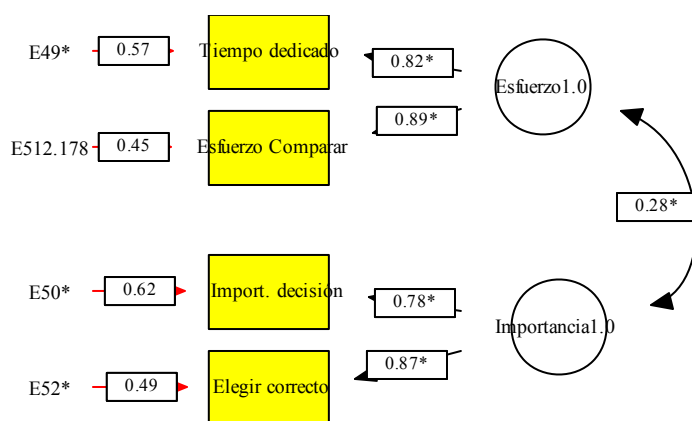 E49* 0.57 Tiempo dedicado 0.82* Esfuerzo1.0
E512.178 0.45 Esfuerzo Comparar 0.89*
0.28*
E50* 0.62 Import. decisión 0.78* Importancia1.0
E52* 0.49 Elegir correcto 0.87*